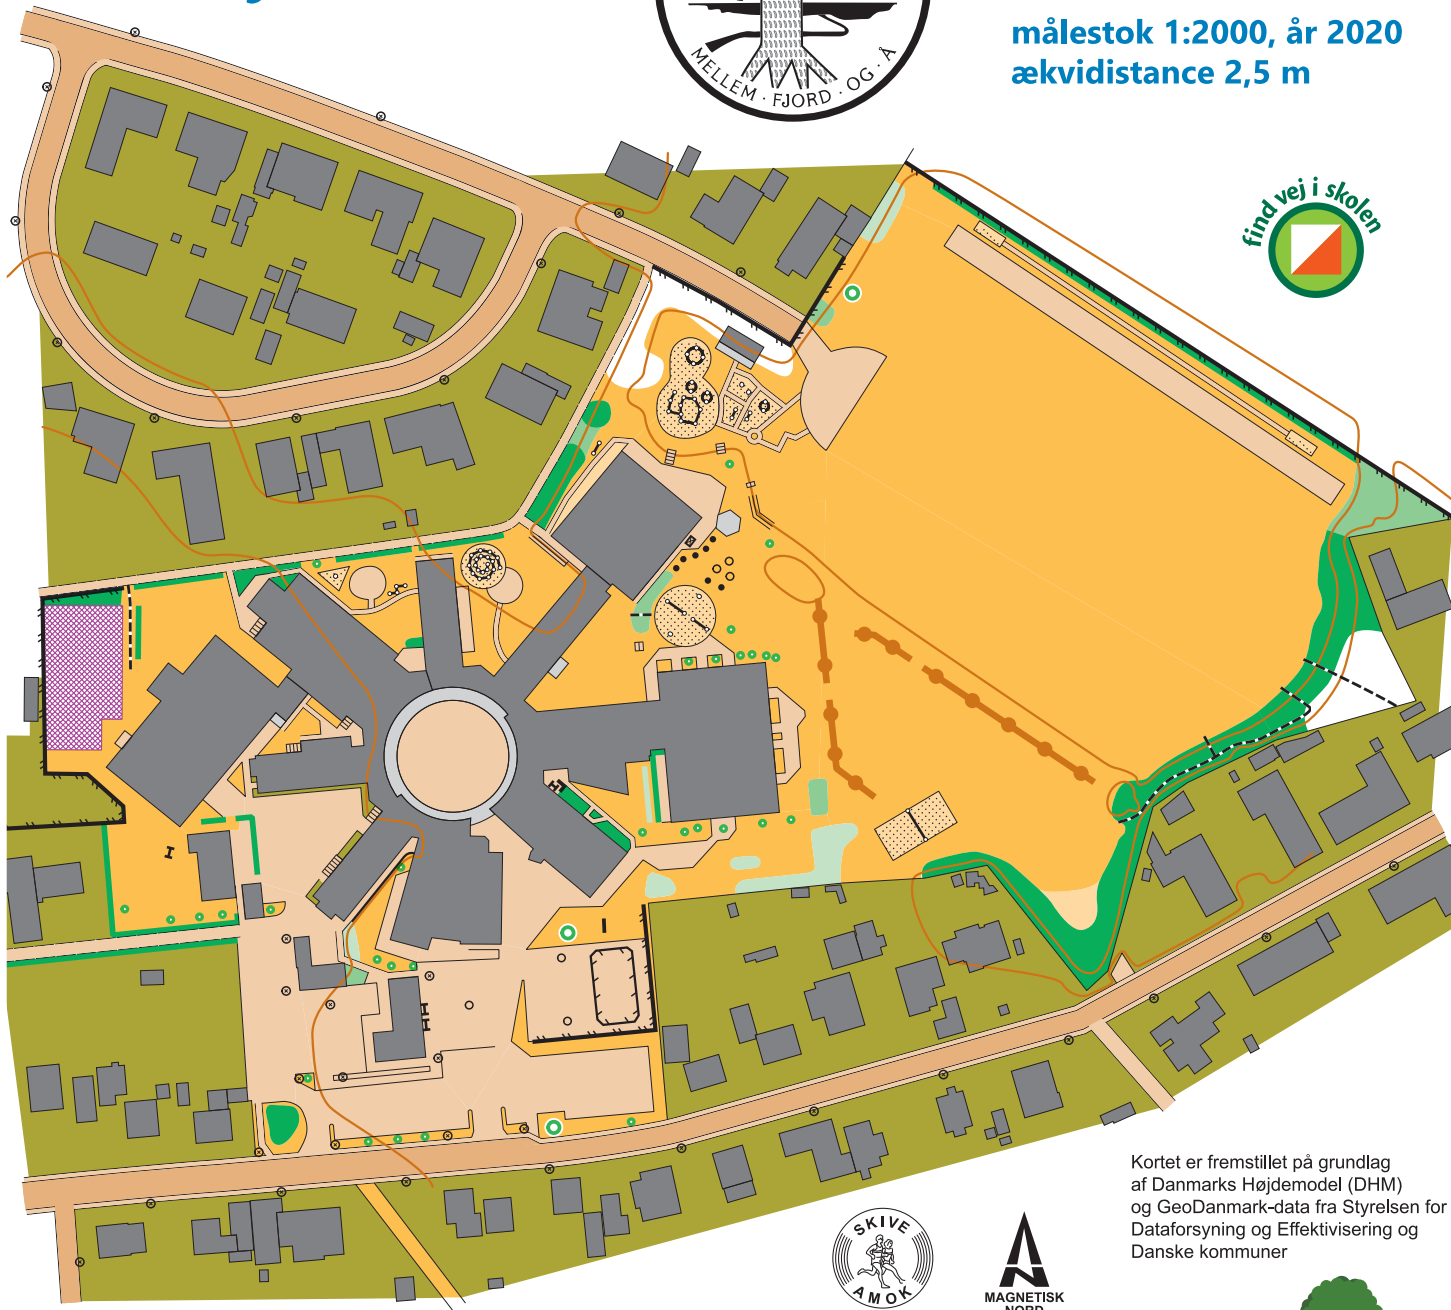 MELLEM · FJORD · OG · Å
målestok 1:2000, år 2020
ækvidistance 2,5 m
find vej i skolen
Kortet er fremstillet på grundlag
af Danmarks Højdemodel (DHM)
og GeoDanmark-data fra Styrelsen for
Dataforsyning og Effektivisering og
Danske kommuner
SKIVE
AMOK
MAGNETISK
NORD